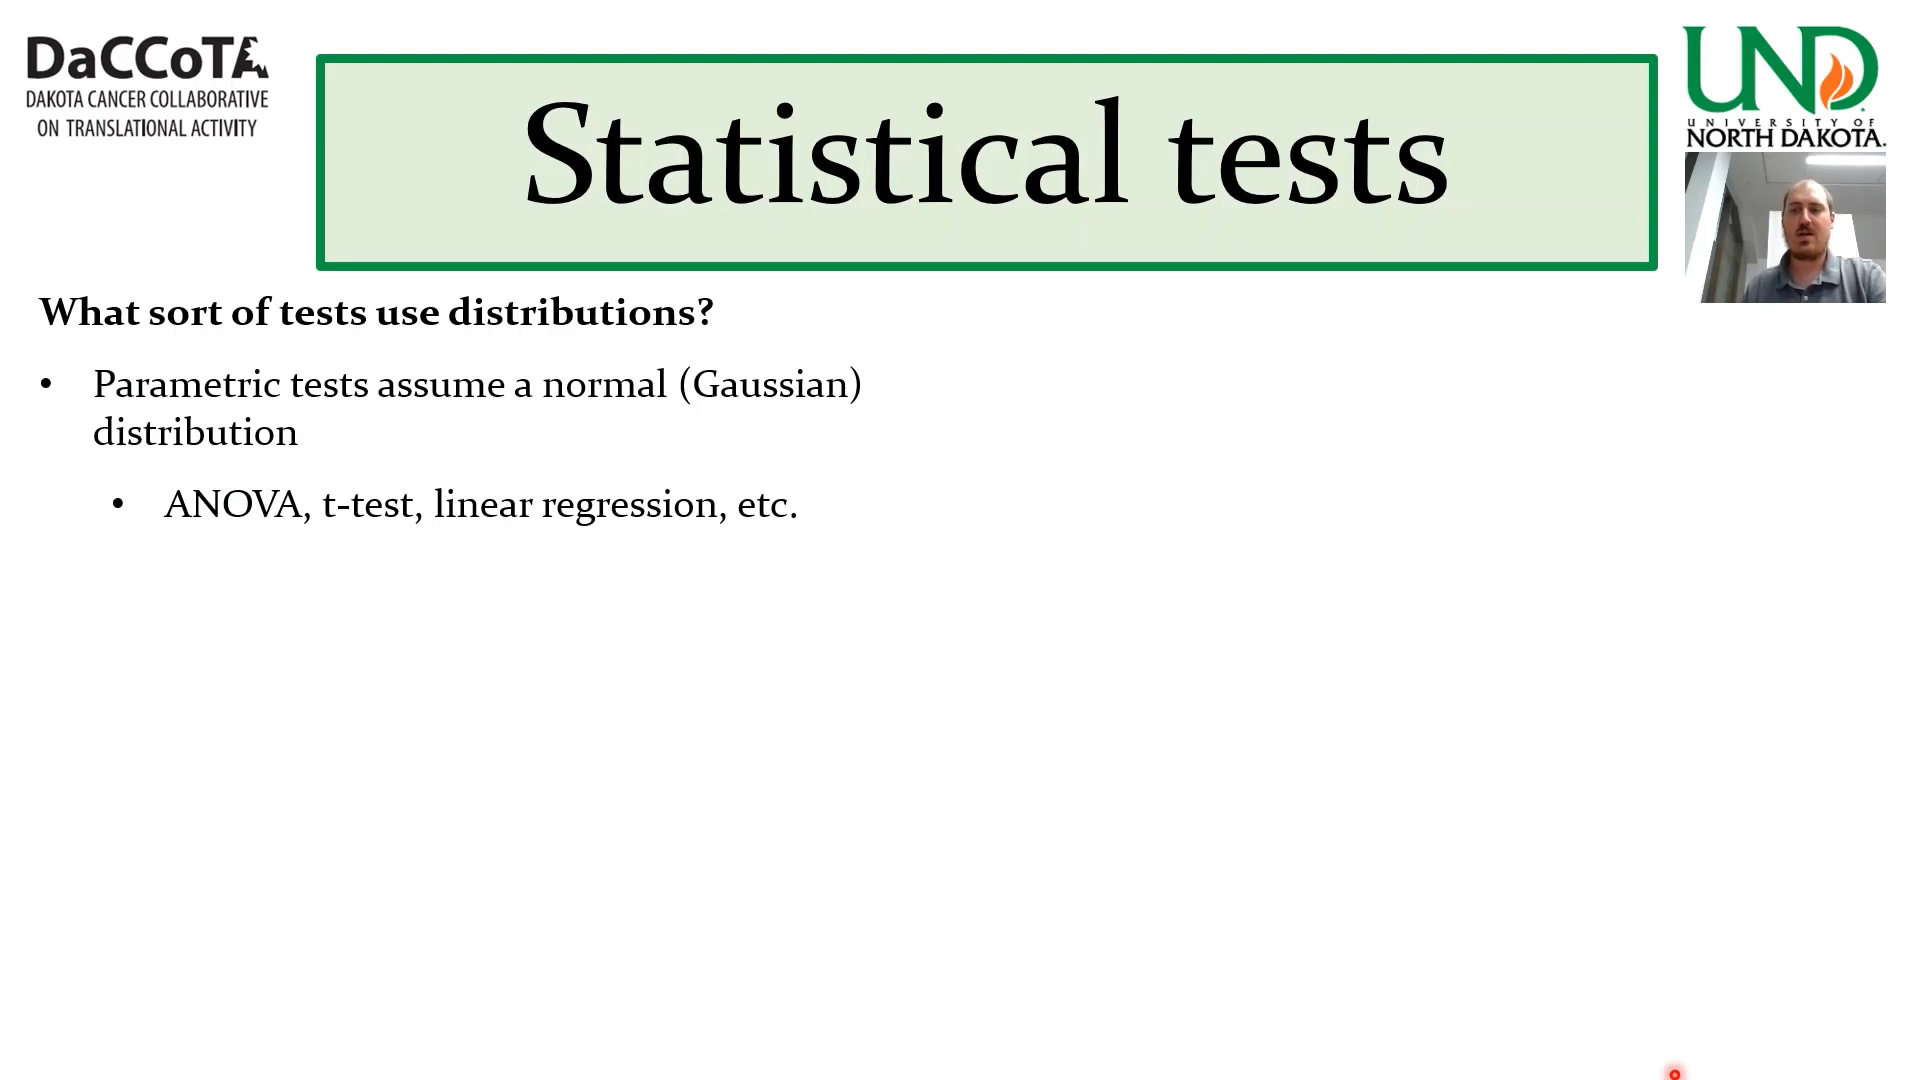 DaCCoTA
DAKOTA CANCER COLLABORATIVE
ON TRANSLATIONAL ACTIVITY
Statistical tests
UND
UNIVERSITY OF
NORTH DAKOTA.
What sort of tests use distributions?
• Parametric tests assume a normal (Gaussian)
distribution
• ANOVA, t-test, linear regression, etc.